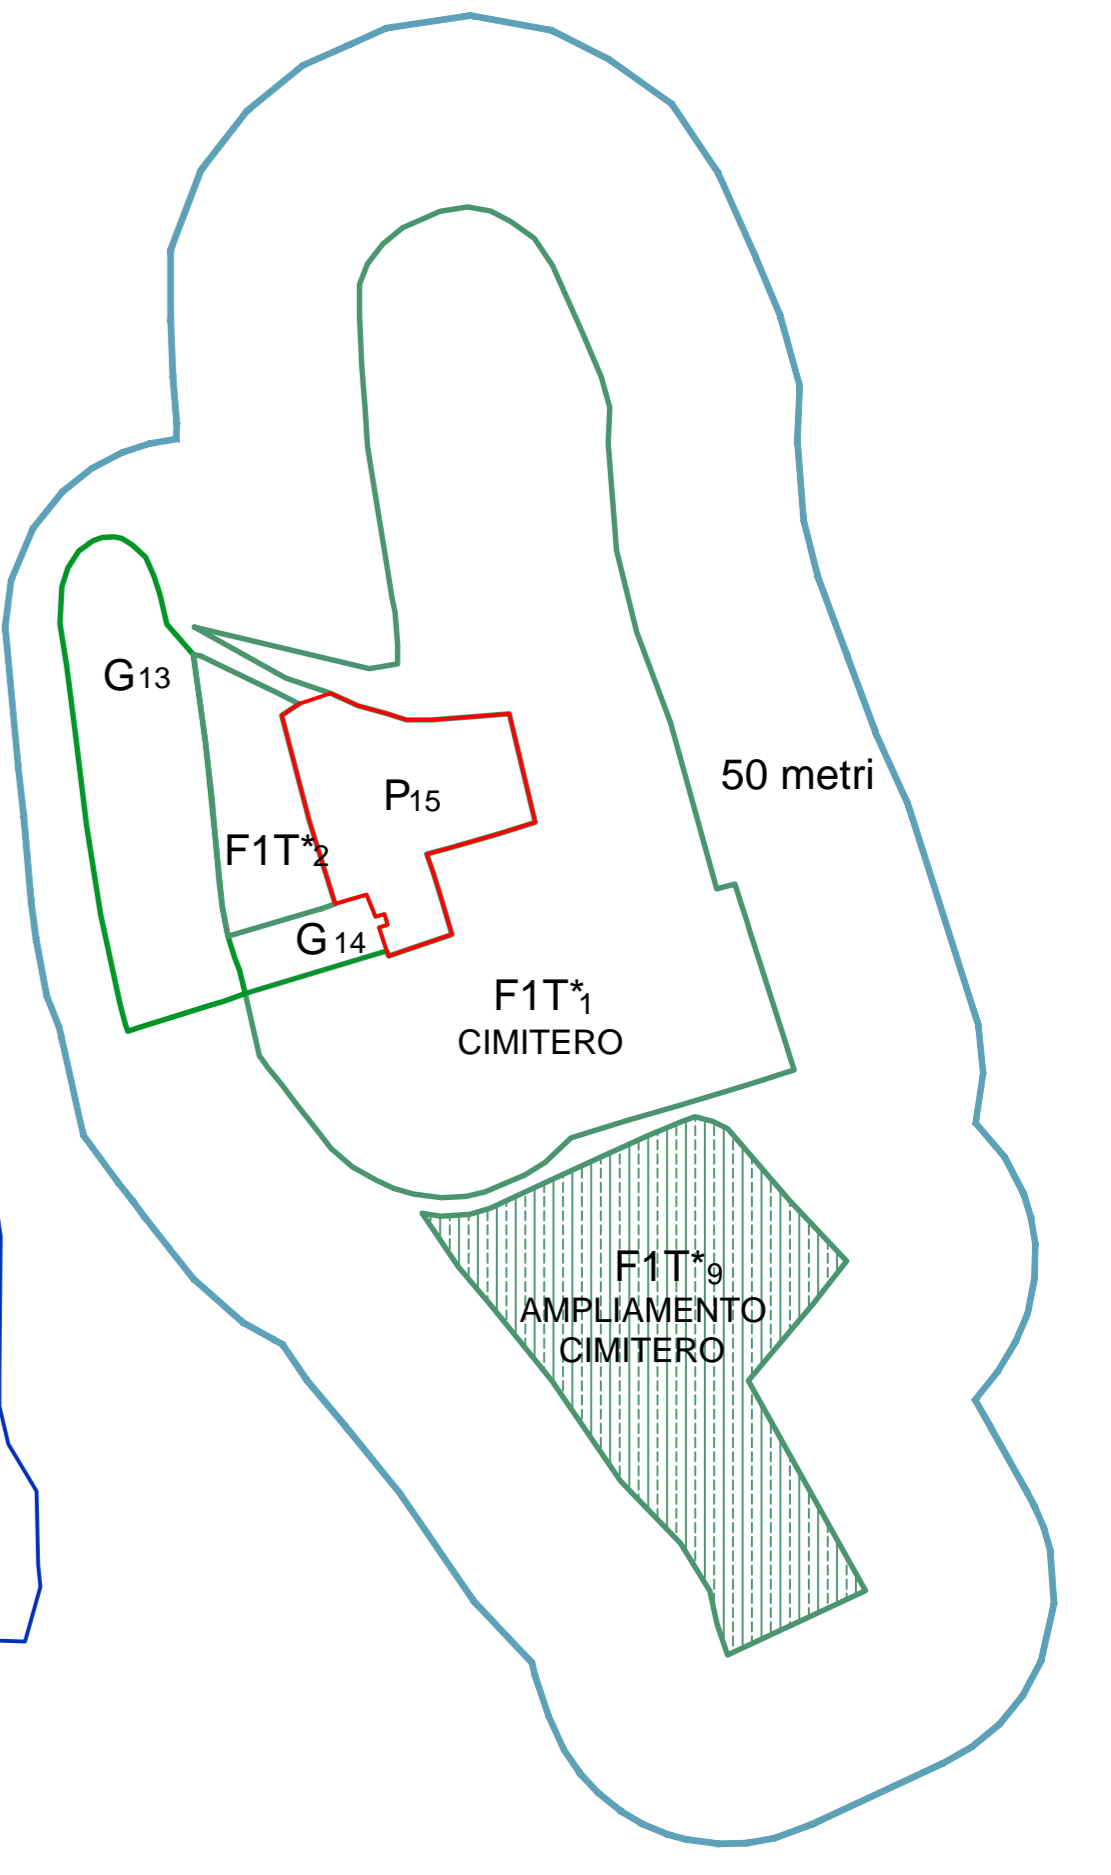 G13
50 metri
P15
F1T*2
G 14
F1T*1
CIMITERO
F1T*9
AMPLIAMENTO
CIMITERO